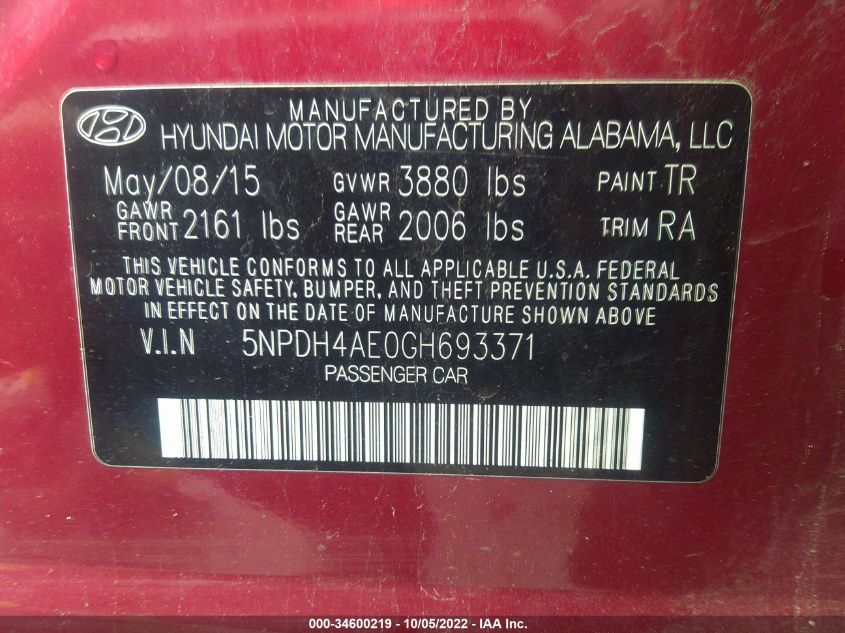 MANUFACTURED BY
HYUNDAI MOTOR MANUFACTURING ALABAMA, LLC
May/08/15 GVWR 3880 lbs PAINT TR
GAWR FRONT 2161 lbs GAWR REAR 2006 lbs TRIM RA
THIS VEHICLE CONFORMS TO ALL APPLICABLE U.S.A. FEDERAL
MOTOR VEHICLE SAFETY, BUMPER, AND THEFT PREVENTION STANDARDS
IN EFFECT ON THE DATE OF MANUFACTURE SHOWN ABOVE
V.I.N 5NPDH4AE0GH693371
PASSENGER CAR
000-34600219 - 10/05/2022 - IAA Inc.